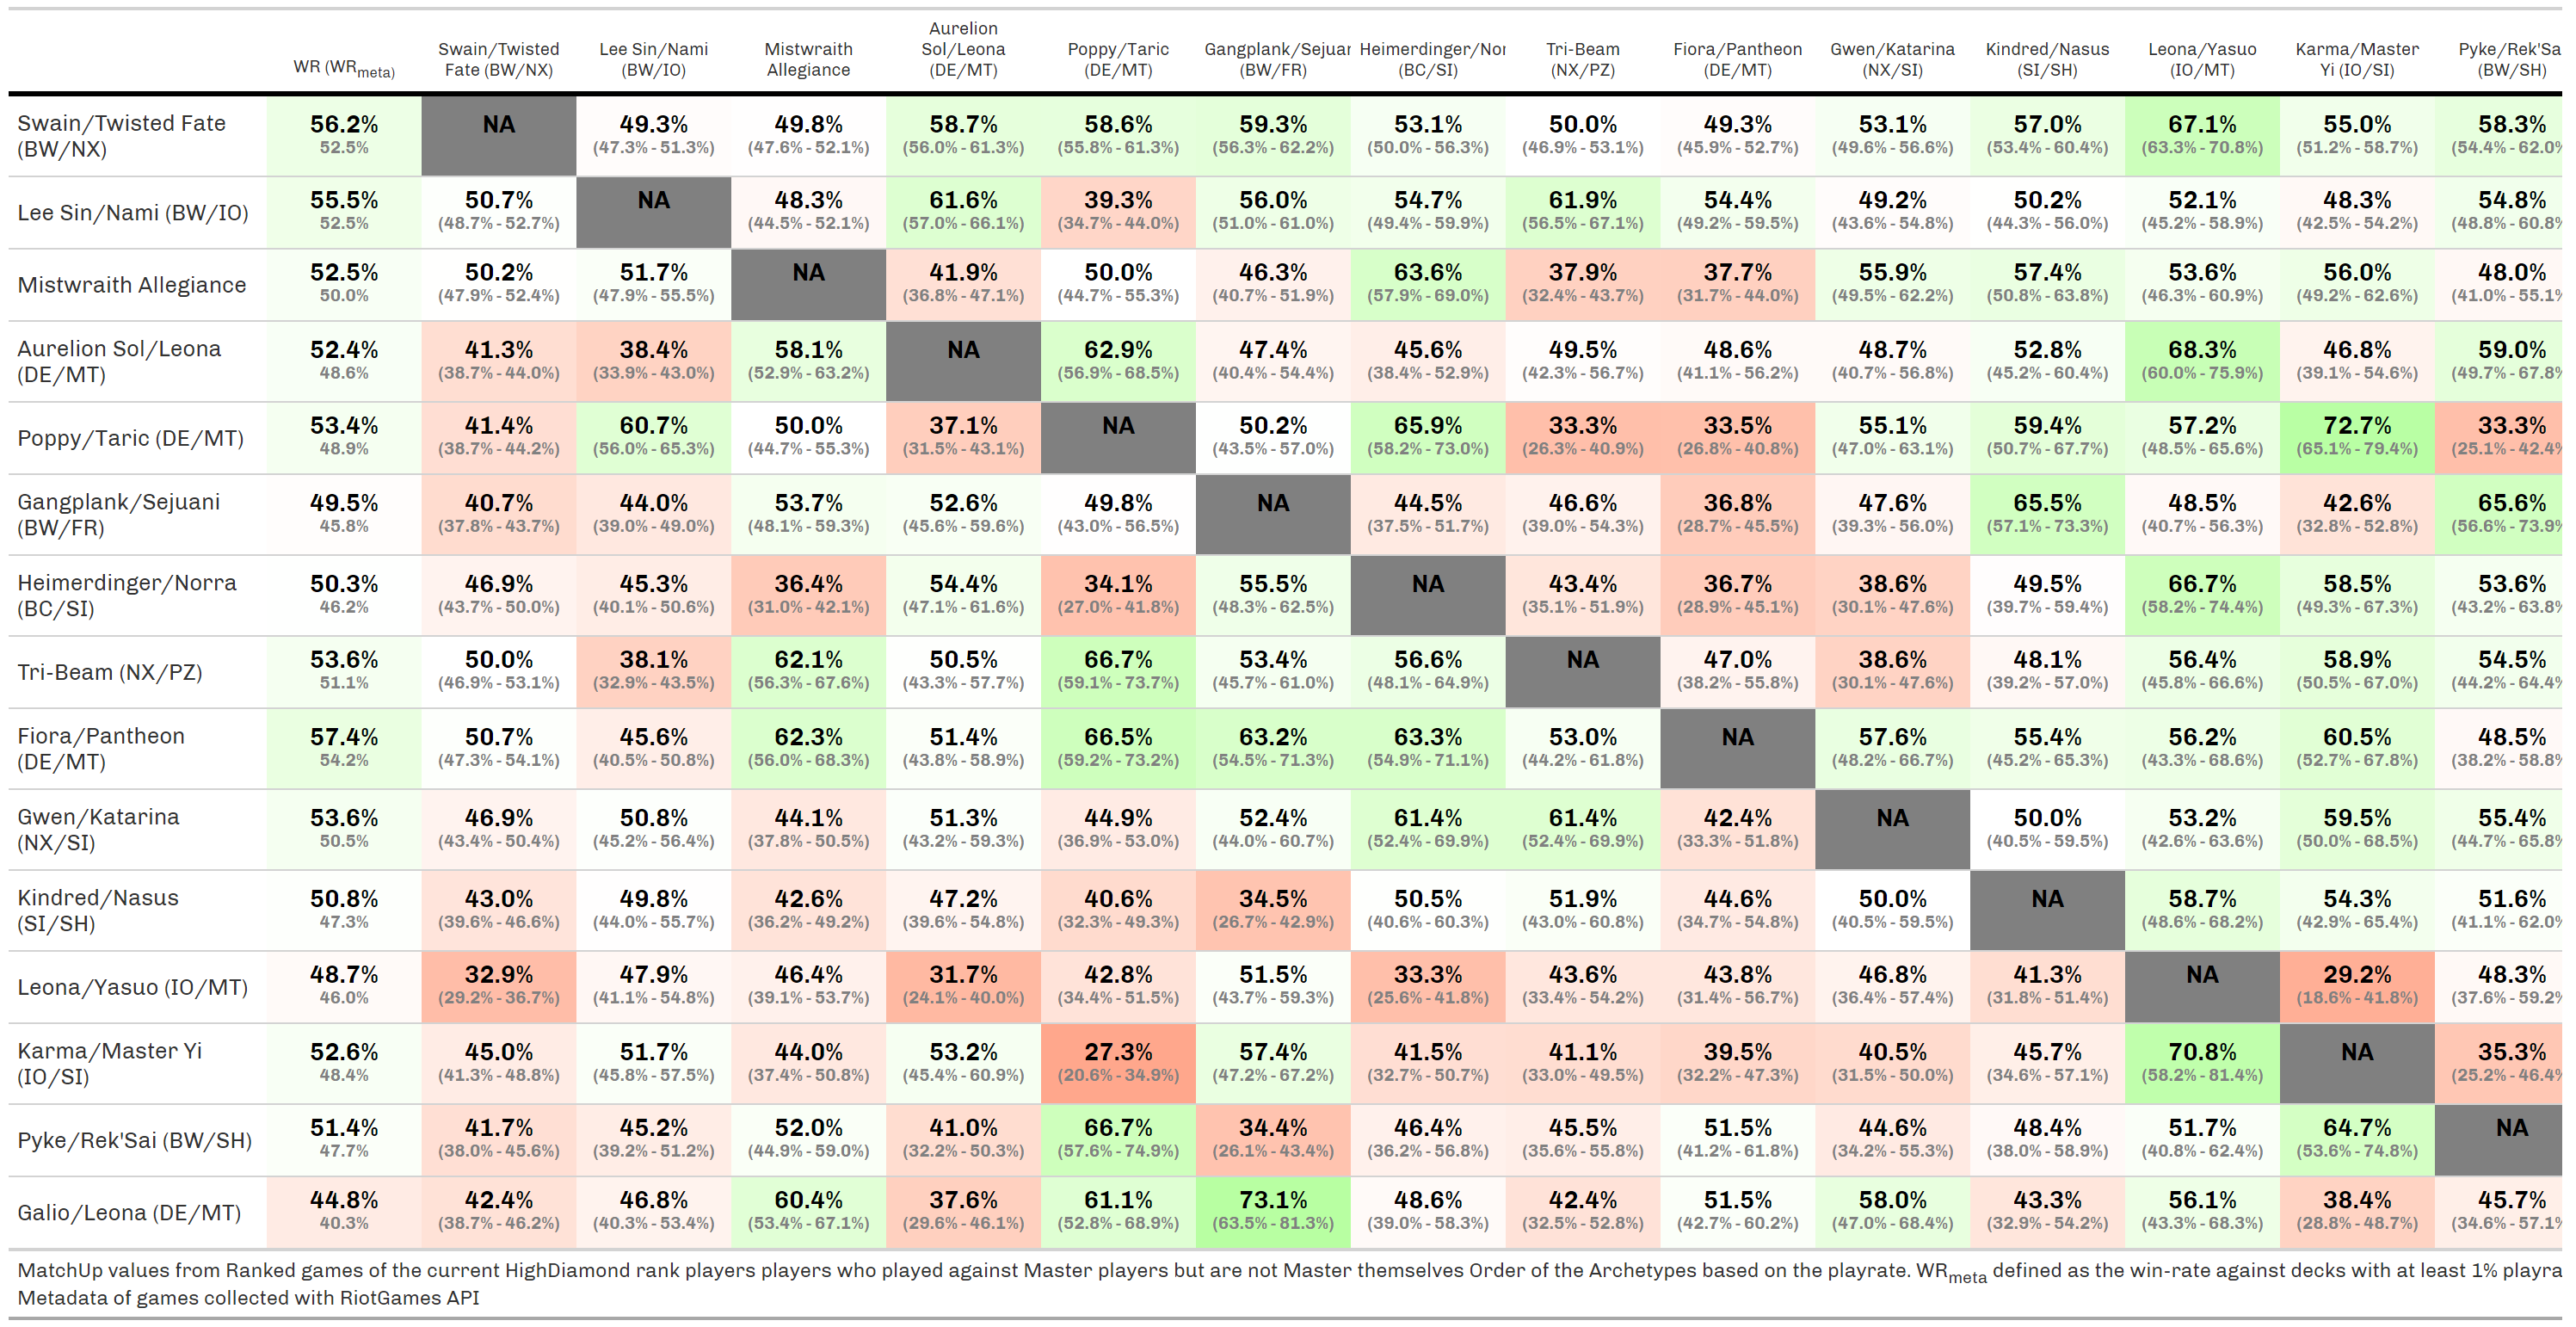 WR (WRmeta) Swain/Twisted Fate (BW/NX) Lee Sin/Nami (BW/IO) Mistwraith Allegiance Aurelion Sol/Leona (DE/MT) Poppy/Taric (DE/MT) Gangplank/Sejuar (BW/FR) Heimerdinger/Nor (BC/SI) Tri-Beam (NX/PZ) Fiora/Pantheon (DE/MT) Gwen/Katarina (NX/SI) Kindred/Nasus (SI/SH) Leona/Yasuo (IO/MT) Karma/Master Yi (IO/SI) Pyke/Rek'Sa (BW/SH)
Swain/Twisted Fate (BW/NX) 56.2% NA 49.3% 49.8% 58.7% 58.6% 59.3% 53.1% 50.0% 49.3% 53.1% 57.0% 67.1% 55.0% 58.3%
52.5% (47.3% - 51.3%) (47.6% - 52.1%) (56.0% - 61.3%) (55.8% - 61.3%) (56.3% - 62.2%) (50.0% - 56.3%) (46.9% - 53.1%) (45.9% - 52.7%) (49.6% - 56.6%) (53.4% - 60.4%) (63.3% - 70.8%) (51.2% - 58.7%) (54.4% - 62.0%
Lee Sin/Nami (BW/IO) 55.5% 50.7% NA 48.3% 61.6% 39.3% 56.0% 54.7% 61.9% 54.4% 49.2% 50.2% 52.1% 48.3% 54.8%
52.5% (48.7% - 52.7%) (44.5% - 52.1%) (57.0% - 66.1%) (34.7% - 44.0%) (51.0% - 61.0%) (49.4% - 59.9%) (56.5% - 67.1%) (49.2% - 59.5%) (43.6% - 54.8%) (44.3% - 56.0%) (45.2% - 58.9%) (42.5% - 54.2%) (48.8% - 60.8%
Mistwraith Allegiance 52.5% 50.2% 51.7% NA 41.9% 50.0% 46.3% 63.6% 37.9% 37.7% 55.9% 57.4% 53.6% 56.0% 48.0%
50.0% (47.9% - 52.4%) (47.9% - 55.5%) (36.8% - 47.1%) (44.7% - 55.3%) (40.7% - 51.9%) (57.9% - 69.0%) (32.4% - 43.7%) (31.7% - 44.0%) (49.5% - 62.2%) (50.8% - 63.8%) (46.3% - 60.9%) (49.2% - 62.6%) (41.0% - 55.1%
Aurelion Sol/Leona (DE/MT) 52.4% 41.3% 38.4% 58.1% NA 62.9% 47.4% 45.6% 49.5% 48.6% 48.7% 52.8% 68.3% 46.8% 59.0%
48.6% (38.7% - 44.0%) (33.9% - 43.0%) (52.9% - 63.2%) (56.9% - 68.5%) (40.4% - 54.4%) (38.4% - 52.9%) (42.3% - 56.7%) (41.1% - 56.2%) (40.7% - 56.8%) (45.2% - 60.4%) (60.0% - 75.9%) (39.1% - 54.6%) (49.7% - 67.8%
Poppy/Taric (DE/MT) 53.4% 41.4% 60.7% 50.0% 37.1% NA 50.2% 65.9% 33.3% 33.5% 55.1% 59.4% 57.2% 72.7% 33.3%
48.9% (38.7% - 44.2%) (56.0% - 65.3%) (44.7% - 55.3%) (31.5% - 43.1%) (43.5% - 57.0%) (58.2% - 73.0%) (26.3% - 40.9%) (26.8% - 40.8%) (47.0% - 63.1%) (50.7% - 67.7%) (48.5% - 65.6%) (65.1% - 79.4%) (25.1% - 42.4%
Gangplank/Sejuani (BW/FR) 49.5% 40.7% 44.0% 53.7% 52.6% 49.8% NA 44.5% 46.6% 36.8% 47.6% 65.5% 48.5% 42.6% 65.6%
45.8% (37.8% - 43.7%) (39.0% - 49.0%) (48.1% - 59.3%) (45.6% - 59.6%) (43.0% - 56.5%) (37.5% - 51.7%) (39.0% - 54.3%) (28.7% - 45.5%) (39.3% - 56.0%) (57.1% - 73.3%) (40.7% - 56.3%) (32.8% - 52.8%) (56.6% - 73.9%
Heimerdinger/Norra (BC/SI) 50.3% 46.9% 45.3% 36.4% 54.4% 34.1% 55.5% NA 43.4% 36.7% 38.6% 49.5% 66.7% 58.5% 53.6%
46.2% (43.7% - 50.0%) (40.1% - 50.6%) (31.0% - 42.1%) (47.1% - 61.6%) (27.0% - 41.8%) (48.3% - 62.5%) (35.1% - 51.9%) (28.9% - 45.1%) (30.1% - 47.6%) (39.7% - 59.4%) (58.2% - 74.4%) (49.3% - 67.3%) (43.2% - 63.8%
Tri-Beam (NX/PZ) 53.6% 50.0% 38.1% 62.1% 50.5% 66.7% 53.4% 56.6% NA 47.0% 38.6% 48.1% 56.4% 58.9% 54.5%
51.1% (46.9% - 53.1%) (32.9% - 43.5%) (56.3% - 67.6%) (43.3% - 57.7%) (59.1% - 73.7%) (45.7% - 61.0%) (48.1% - 64.9%) (38.2% - 55.8%) (30.1% - 47.6%) (39.2% - 57.0%) (45.8% - 66.6%) (50.5% - 67.0%) (44.2% - 64.4%
Fiora/Pantheon (DE/MT) 57.4% 50.7% 45.6% 62.3% 51.4% 66.5% 63.2% 63.3% 53.0% NA 57.6% 55.4% 56.2% 60.5% 48.5%
54.2% (47.3% - 54.1%) (40.5% - 50.8%) (56.0% - 68.3%) (43.8% - 58.9%) (59.2% - 73.2%) (54.5% - 71.3%) (54.9% - 71.1%) (44.2% - 61.8%) (48.2% - 66.7%) (45.2% - 65.3%) (43.3% - 68.6%) (52.7% - 67.8%) (38.2% - 58.8%
Gwen/Katarina (NX/SI) 53.6% 46.9% 50.8% 44.1% 51.3% 44.9% 52.4% 61.4% 61.4% 42.4% NA 50.0% 53.2% 59.5% 55.4%
50.5% (43.4% - 50.4%) (45.2% - 56.4%) (37.8% - 50.5%) (43.2% - 59.3%) (36.9% - 53.0%) (44.0% - 60.7%) (52.4% - 69.9%) (52.4% - 69.9%) (33.3% - 51.8%) (40.5% - 59.5%) (42.6% - 63.6%) (50.0% - 68.5%) (44.7% - 65.8%
Kindred/Nasus (SI/SH) 50.8% 43.0% 49.8% 42.6% 47.2% 40.6% 34.5% 50.5% 51.9% 44.6% 50.0% NA 58.7% 54.3% 51.6%
47.3% (39.6% - 46.6%) (44.0% - 55.7%) (36.2% - 49.2%) (39.6% - 54.8%) (32.3% - 49.3%) (26.7% - 42.9%) (40.6% - 60.3%) (43.0% - 60.8%) (34.7% - 54.8%) (40.5% - 59.5%) (48.6% - 68.2%) (42.9% - 65.4%) (41.1% - 62.0%
Leona/Yasuo (IO/MT) 48.7% 32.9% 47.9% 46.4% 31.7% 42.8% 51.5% 33.3% 43.6% 43.8% 46.8% 41.3% NA 29.2% 48.3%
46.0% (29.2% - 36.7%) (41.1% - 54.8%) (39.1% - 53.7%) (24.1% - 40.0%) (34.4% - 51.5%) (43.7% - 59.3%) (25.6% - 41.8%) (33.4% - 54.2%) (31.4% - 56.7%) (36.4% - 57.4%) (31.8% - 51.4%) (18.6% - 41.8%) (37.6% - 59.2%
Karma/Master Yi (IO/SI) 52.6% 45.0% 51.7% 44.0% 53.2% 27.3% 57.4% 41.5% 41.1% 39.5% 40.5% 45.7% 70.8% NA 35.3%
48.4% (41.3% - 48.8%) (45.8% - 57.5%) (37.4% - 50.8%) (45.4% - 60.9%) (20.6% - 34.9%) (47.2% - 67.2%) (32.7% - 50.7%) (33.0% - 49.5%) (32.2% - 47.3%) (31.5% - 50.0%) (34.6% - 57.1%) (58.2% - 81.4%) (25.2% - 46.4%
Pyke/Rek'Sai (BW/SH) 51.4% 41.7% 45.2% 52.0% 41.0% 66.7% 34.4% 46.4% 45.5% 51.5% 44.6% 48.4% 51.7% 64.7% NA
47.7% (38.0% - 45.6%) (39.2% - 51.2%) (44.9% - 59.0%) (32.2% - 50.3%) (57.6% - 74.9%) (26.1% - 43.4%) (36.2% - 56.8%) (35.6% - 55.8%) (41.2% - 61.8%) (34.2% - 55.3%) (38.0% - 58.9%) (40.8% - 62.4%) (53.6% - 74.8%)
Galio/Leona (DE/MT) 44.8% 42.4% 46.8% 60.4% 37.6% 61.1% 73.1% 48.6% 42.4% 51.5% 58.0% 43.3% 56.1% 38.4% 45.7%
40.3% (38.7% - 46.2%) (40.3% - 53.4%) (53.4% - 67.1%) (29.6% - 46.1%) (52.8% - 68.9%) (63.5% - 81.3%) (39.0% - 58.3%) (32.5% - 52.8%) (42.7% - 60.2%) (47.0% - 68.4%) (32.9% - 54.2%) (43.3% - 68.3%) (28.8% - 48.7%) (34.6% - 57.1%
MatchUp values from Ranked games of the current HighDiamond rank players players who played against Master players but are not Master themselves Order of the Archetypes based on the playrate. WRmeta defined as the win-rate against decks with at least 1% playra
Metadata of games collected with RiotGames API